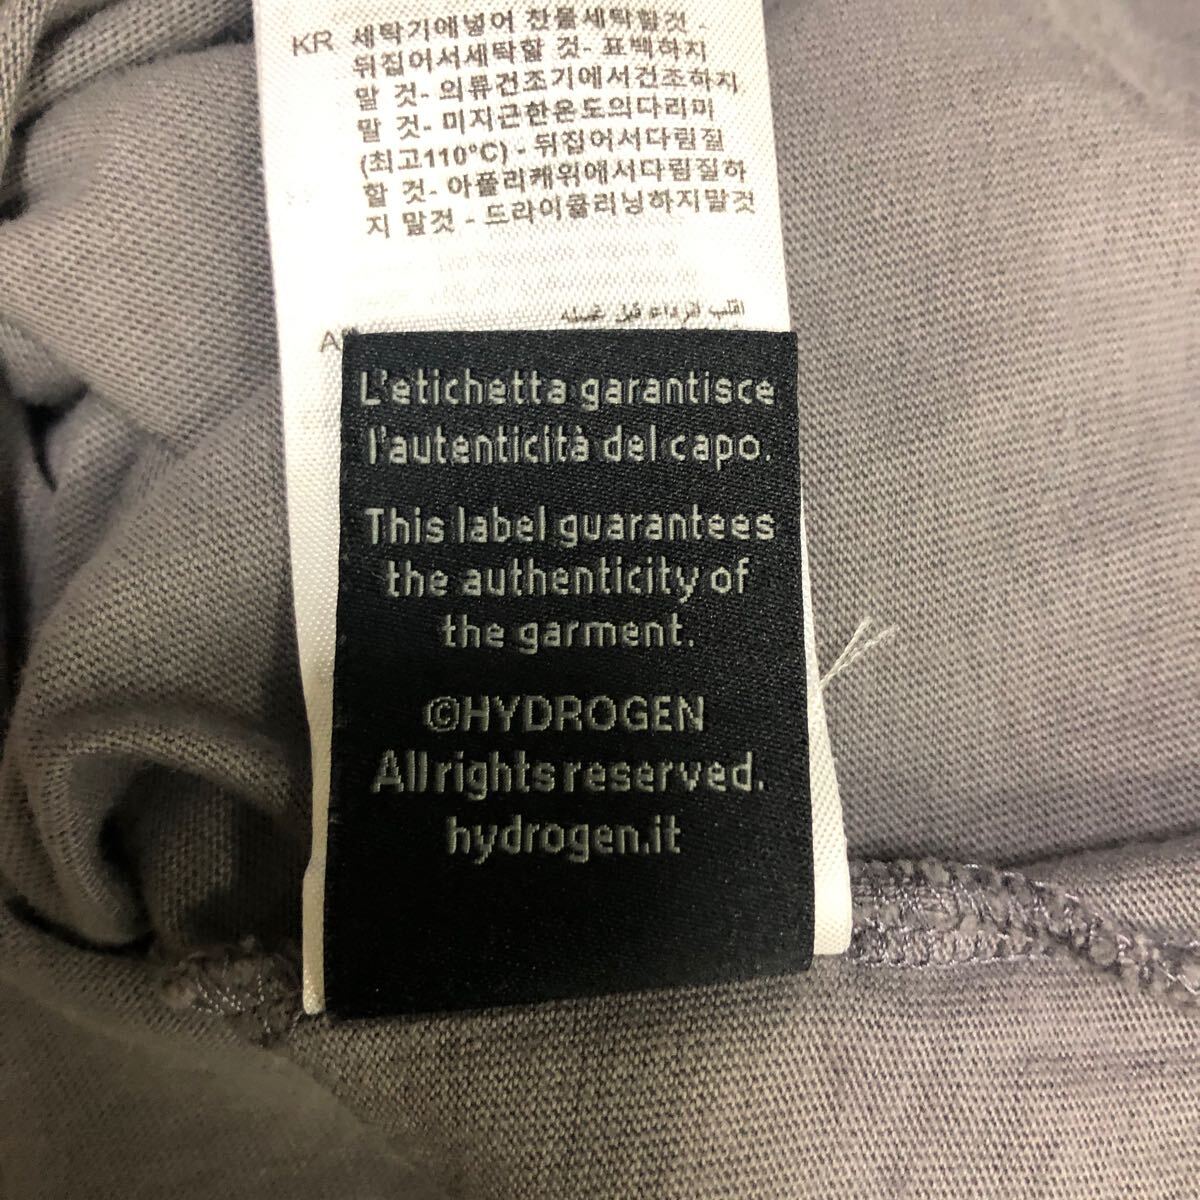 KR 세탁기에넣어 찬물세탁할것 -
뒤집어서세탁할 것- 표백하지
말 것- 의류건조기에서건조하지
말 것- 미지근한온도의다리미
(최고110°C) - 뒤집어서다림질
할 것- 아플리케위에서다림질하
지 말것 - 드라이클리닝하지말것
اقلب الرداء قبل غسله
L'etichetta garantisce
l'autenticità del capo.
This label guarantees
the authenticity of
the garment.
©HYDROGEN
All rights reserved.
hydrogen.it